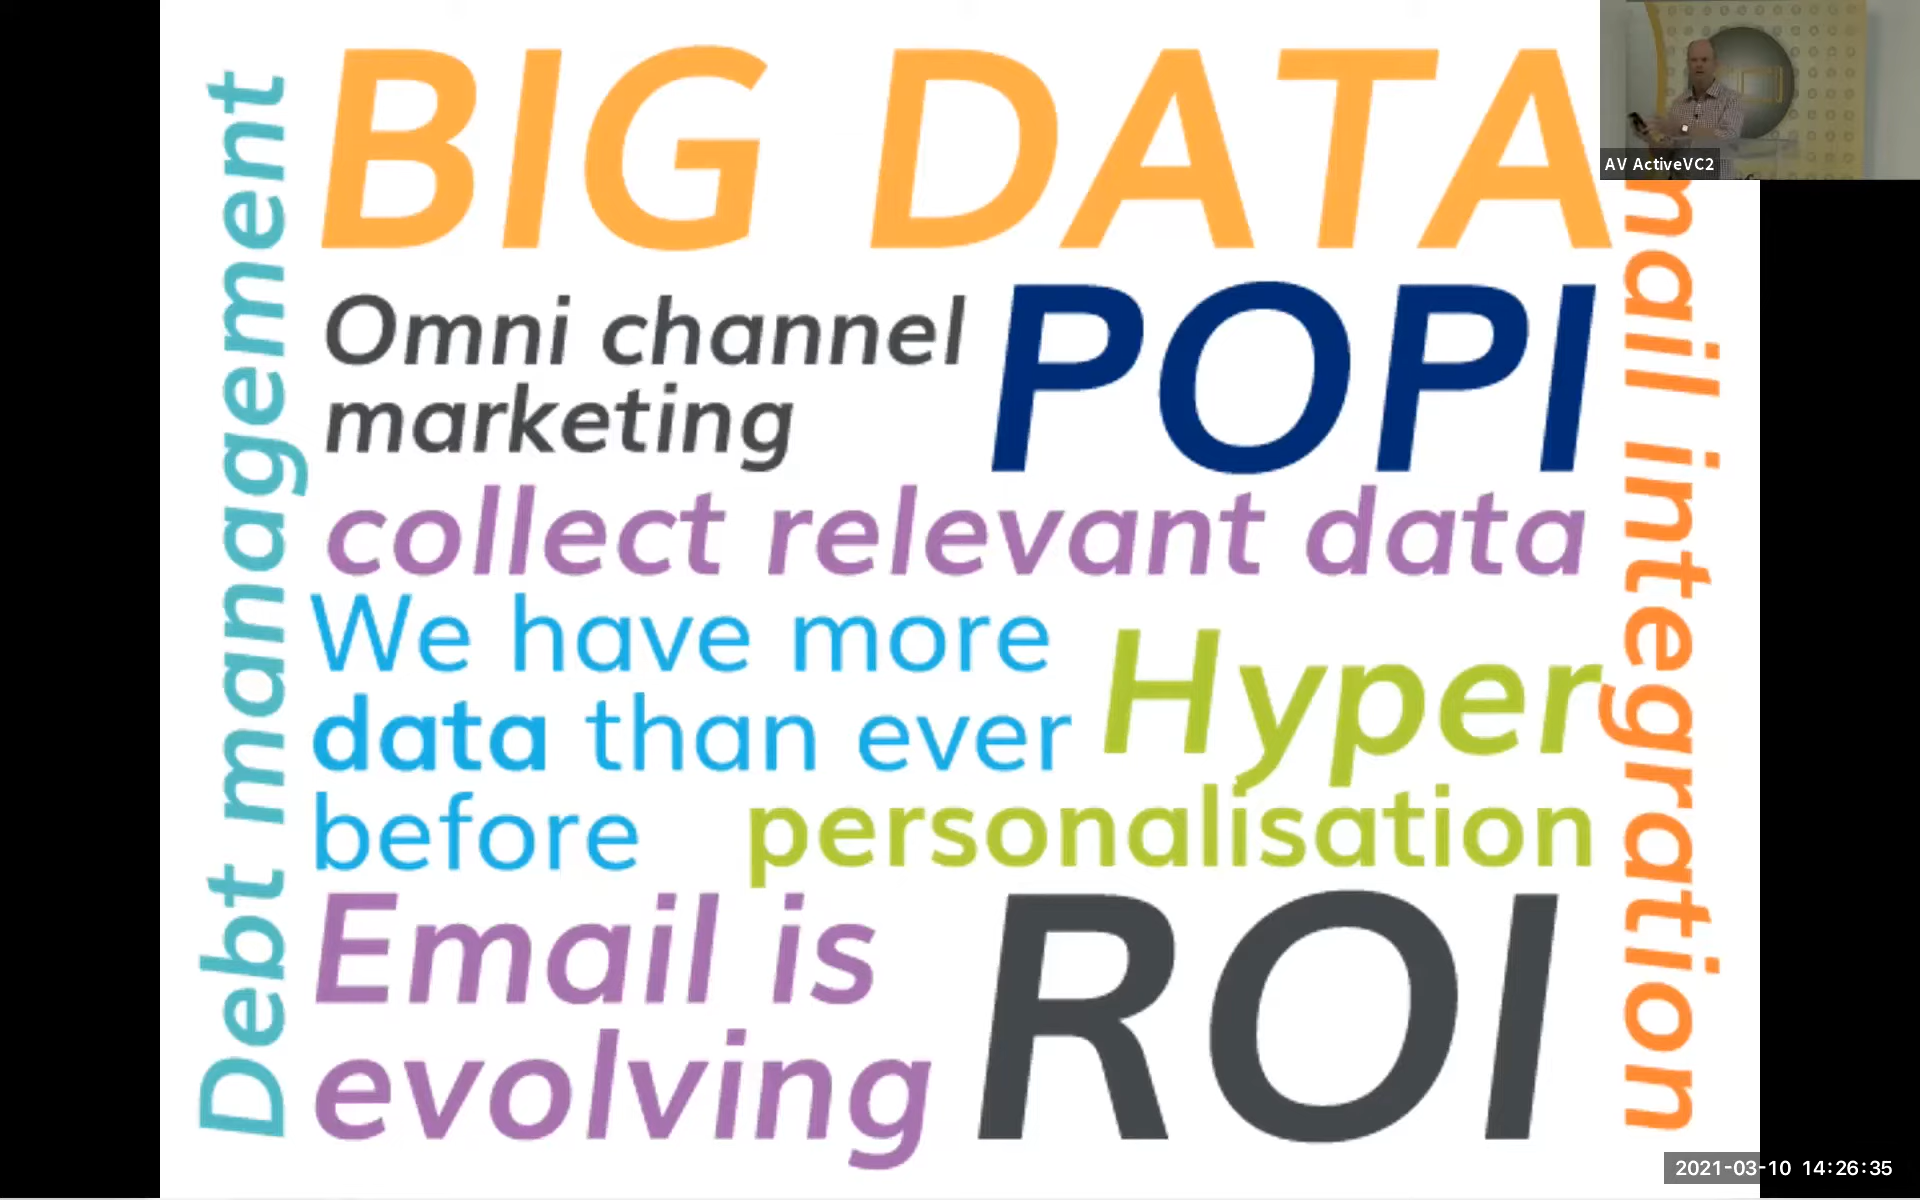 Debt management
BIG DATA
AV ActiveVC2
Omni channel
marketing
POPI
mail integration
collect relevant data
We have more
data than ever
before
Hyper
personalisation
Email is
evolving
ROI
2021-03-10 14:26:35